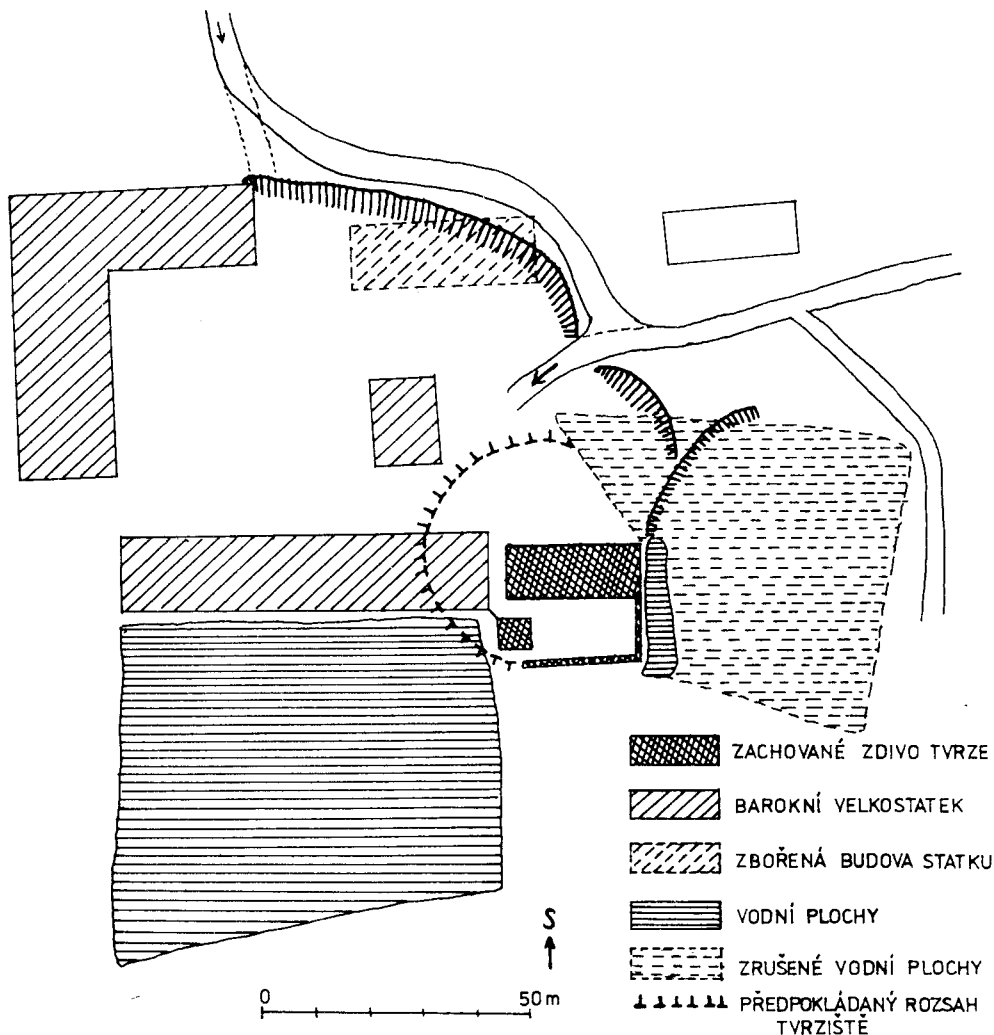 ZACHOVANÉ ZDIVO TVRZE
BAROKNÍ VELKOSTATEK
ZBOŘENÁ BUDOVA STATKU
VODNÍ PLOCHY
ZRUŠENÉ VODNÍ PLOCHY
PŘEDPOKLÁDANÝ ROZSAH
TVRZIŠTĚ
S
0 50 m